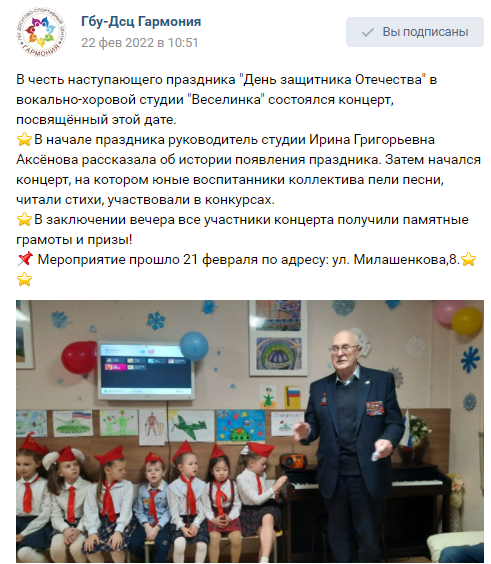 Гбу-Дсц Гармония
22 фев 2022 в 10:51
Вы подписаны
ГАРМОНИЯ
В честь наступающего праздника "День защитника Отечества" в
вокально-хоровой студии "Веселинка" состоялся концерт,
посвящённый этой дате.
⭐В начале праздника руководитель студии Ирина Григорьевна
Аксёнова рассказала об истории появления праздника. Затем начался
концерт, на котором юные воспитанники коллектива пели песни,
читали стихи, участвовали в конкурсах.
⭐В заключении вечера все участники концерта получили памятные
грамоты и призы!
📌 Мероприятие прошло 21 февраля по адресу: ул. Милашенкова,8.⭐
⭐